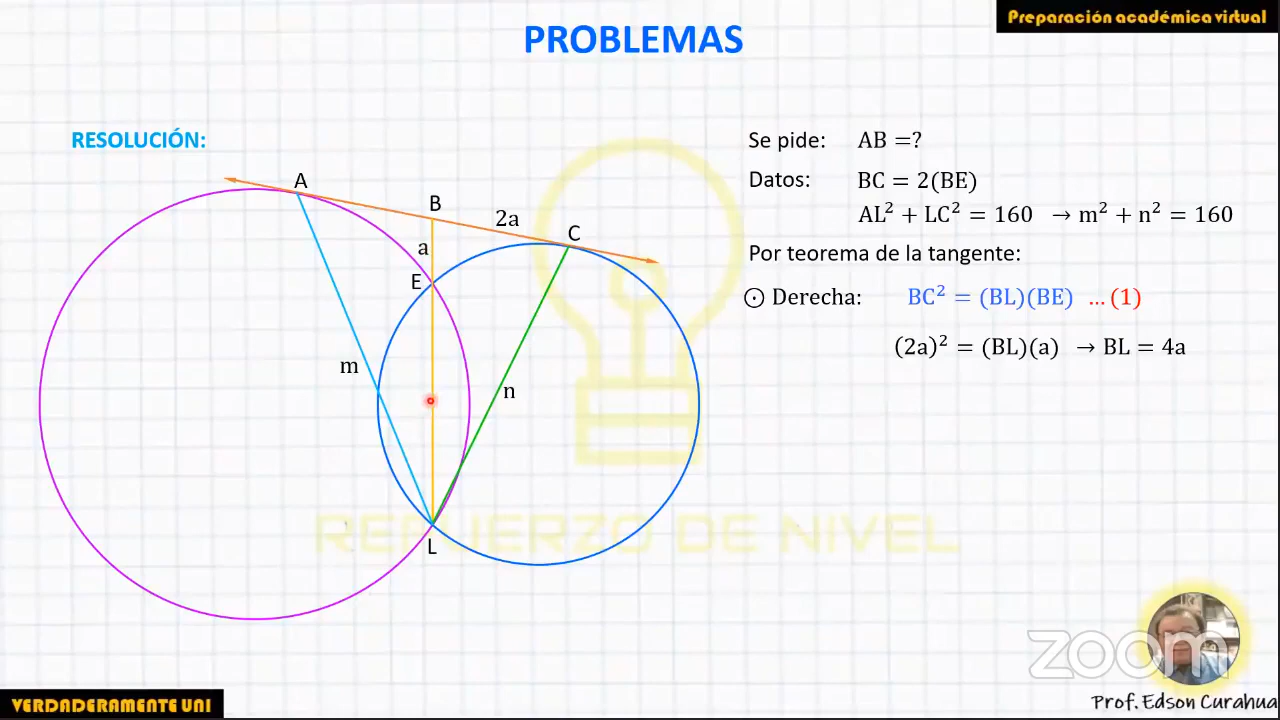 Preparación académica virtual
PROBLEMAS
RESOLUCIÓN:
Se pide: AB =?
Datos: BC = 2(BE)
AL² + LC² = 160 → m² + n² = 160
Por teorema de la tangente:
⊙ Derecha: BC² = (BL)(BE) ... (1)
(2a)² = (BL)(a) → BL = 4a
A
B
2a
C
a
E
m
n
L
REFUERZO DE NIVEL
zoom
VERDADERAMENTE UNI
Prof. Edson Curahua